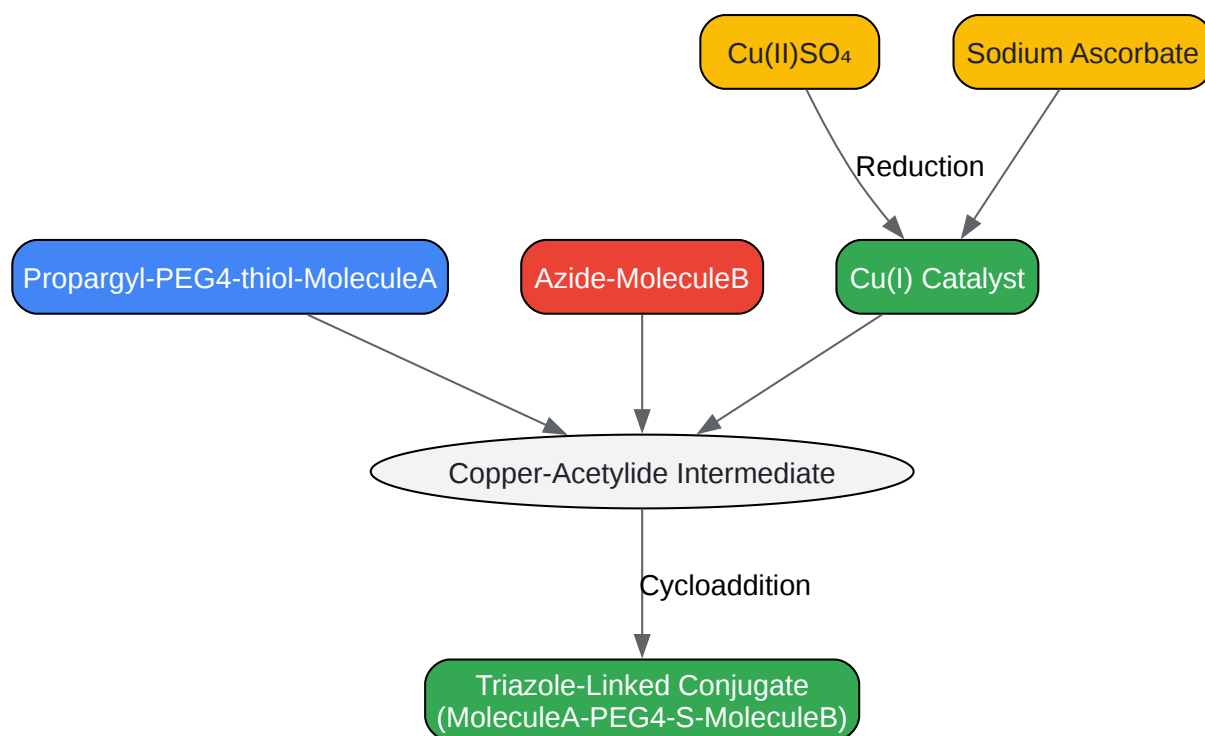 Cu(II)SO₄
Sodium Ascorbate
Reduction
Propargyl-PEG4-thiol-MoleculeA
Azide-MoleculeB
Cu(I) Catalyst
Copper-Acetylide Intermediate
Cycloaddition
Triazole-Linked Conjugate
(MoleculeA-PEG4-S-MoleculeB)